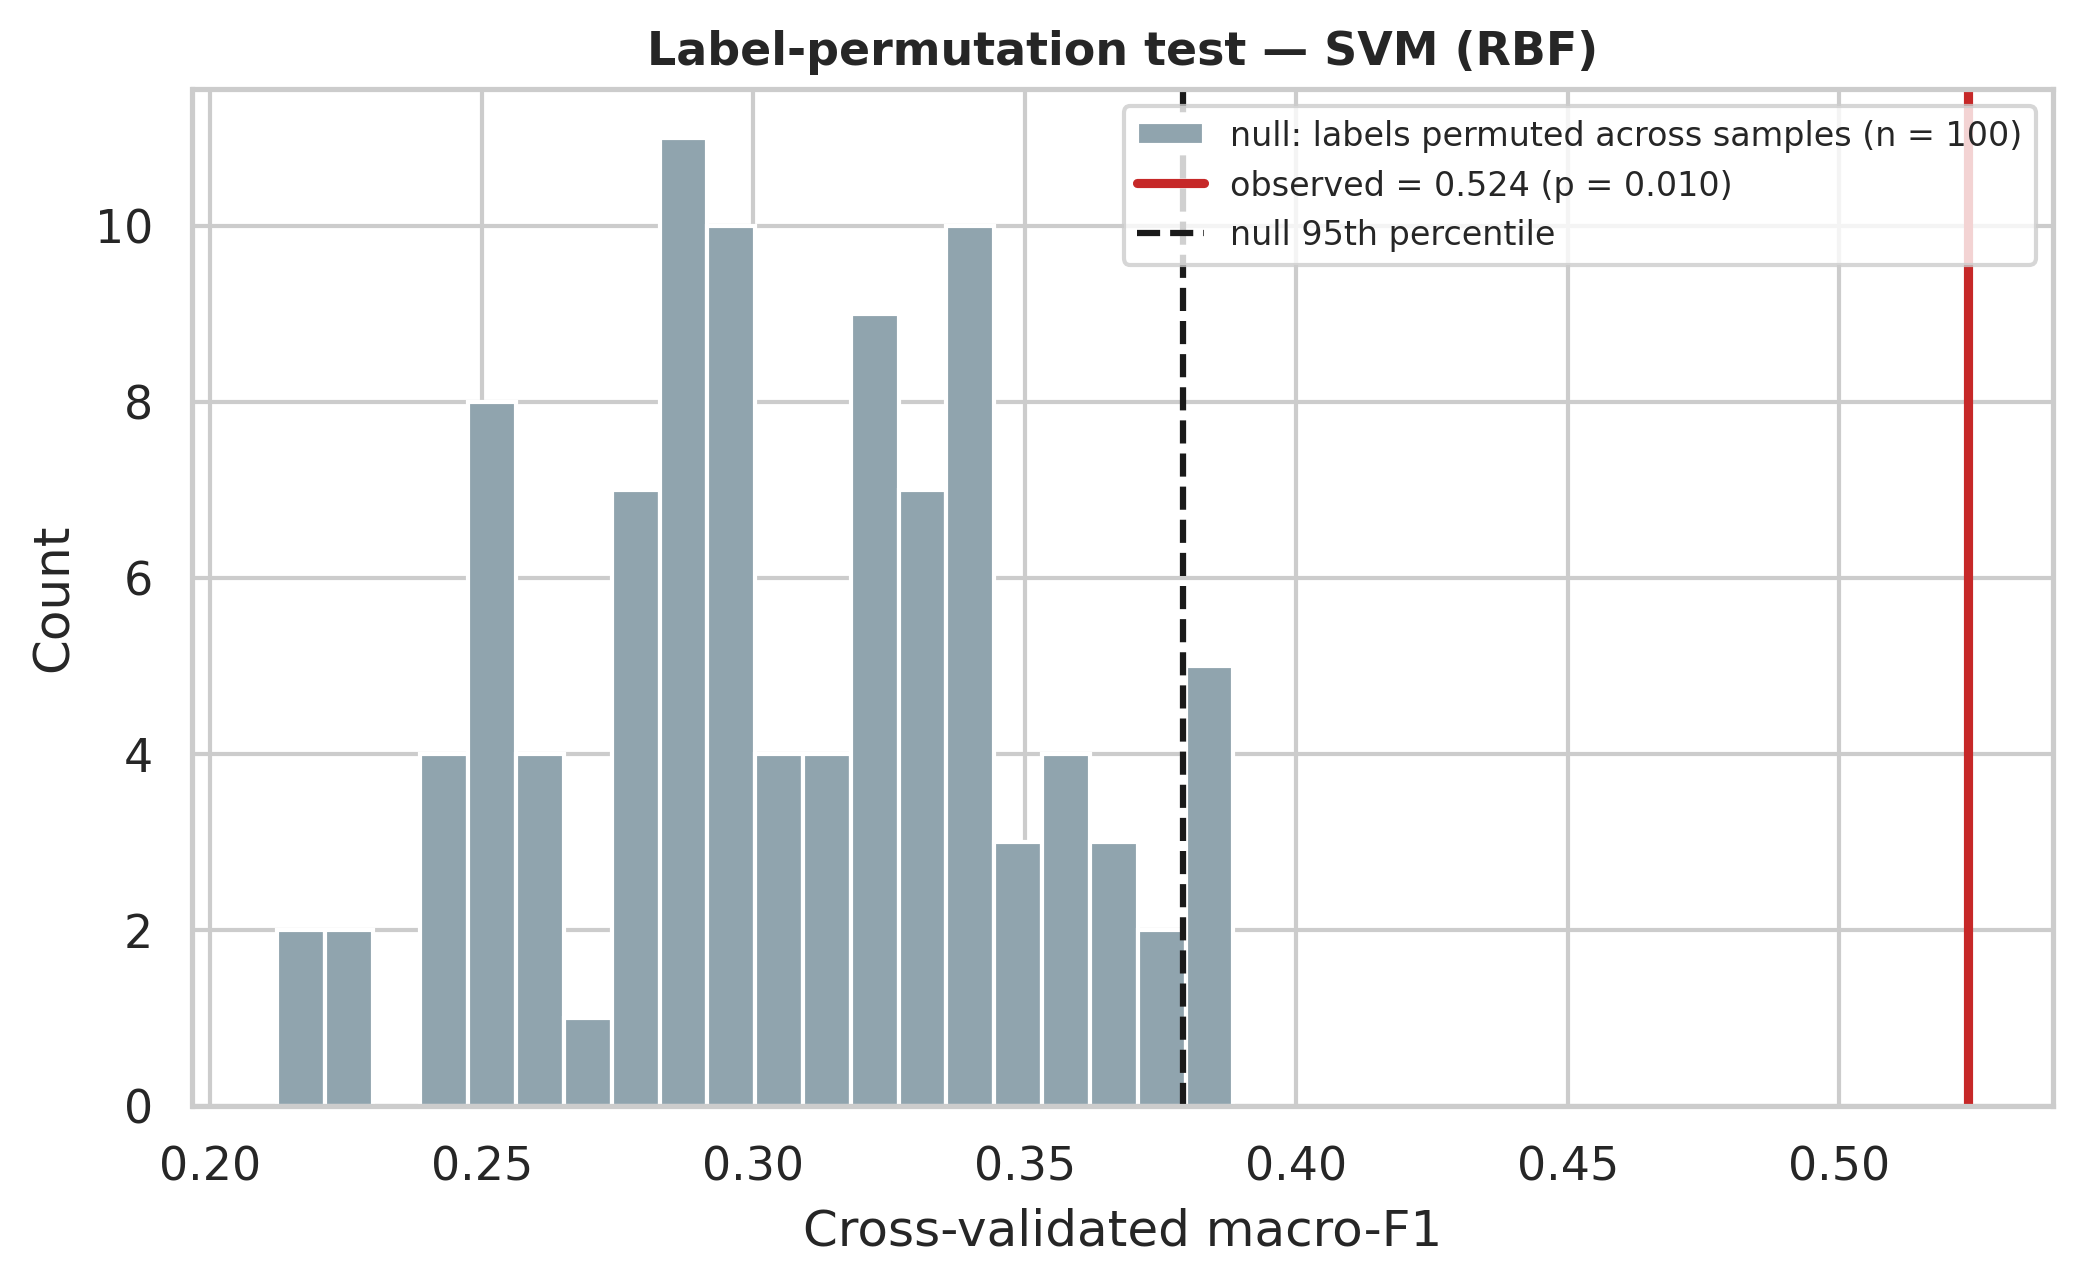 Label-permutation test — SVM (RBF)
null: labels permuted across samples (n = 100)
observed = 0.524 (p = 0.010)
null 95th percentile
Count
10
8
6
4
2
0
0.20 0.25 0.30 0.35 0.40 0.45 0.50
Cross-validated macro-F1